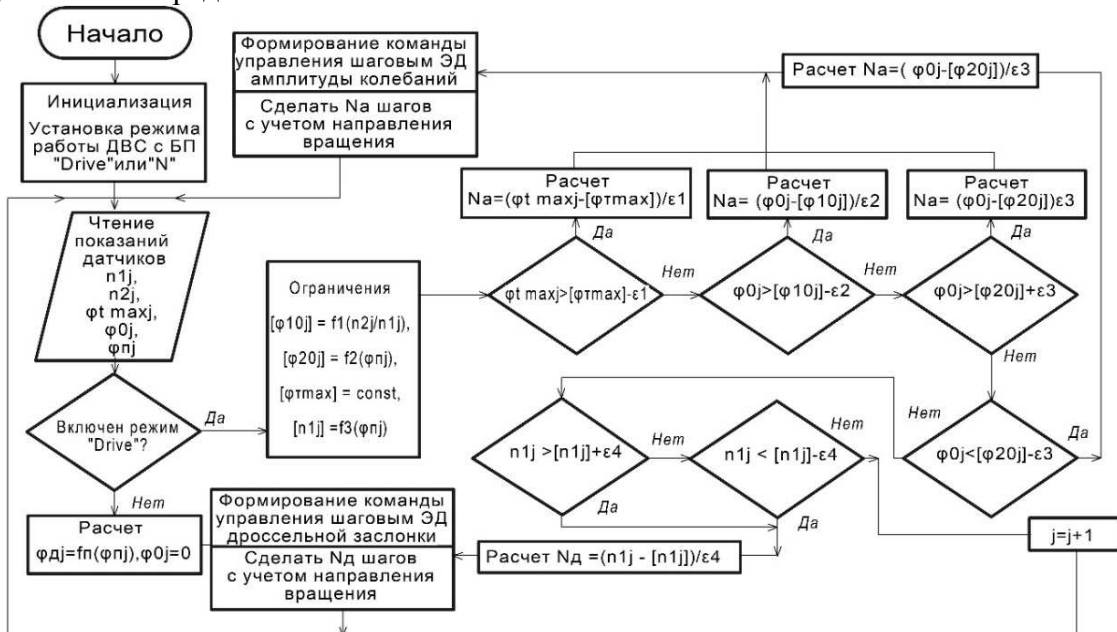 Начало
Инициализация
Установка режима
работы ДВС с БП
"Drive"или"N"
Чтение
показаний
датчиков
n1j,
n2j,
φt maxj,
φ0j,
φпj
Включен режим
"Drive"?
Да
Нет
Расчет
φдj=fп(φпj),φ0j=0
Формирование команды
управления шаговым ЭД
амплитуды колебаний
Сделать Na шагов
с учетом направления
вращения
Ограничения
[φ10j] = f1(n2j/n1j),
[φ20j] = f2(φпj),
[φтmax] = const,
[n1j] =f3(φпj)
Расчет Na=( φ0j-[φ20j])/ε3
Расчет
Na=(φt maxj-[φтmax])/ε1
Расчет
Na= (φ0j-[φ10j])/ε2
Расчет
Na= (φ0j-[φ20j])ε3
Да
Да
Да
φt maxj>[φтmax]-ε1
Нет
φ0j>[φ10j]-ε2
Нет
φ0j>[φ20j]+ε3
Нет
n1j >[n1j]+ε4
Нет
n1j < [n1j]-ε4
Нет
φ0j<[φ20j]-ε3
Да
Да
Да
Формирование команды
управления шаговым ЭД
дроссельной заслонки
Сделать Nд шагов
с учетом направления
вращения
Расчет Nд =(n1j - [n1j])/ε4
j=j+1